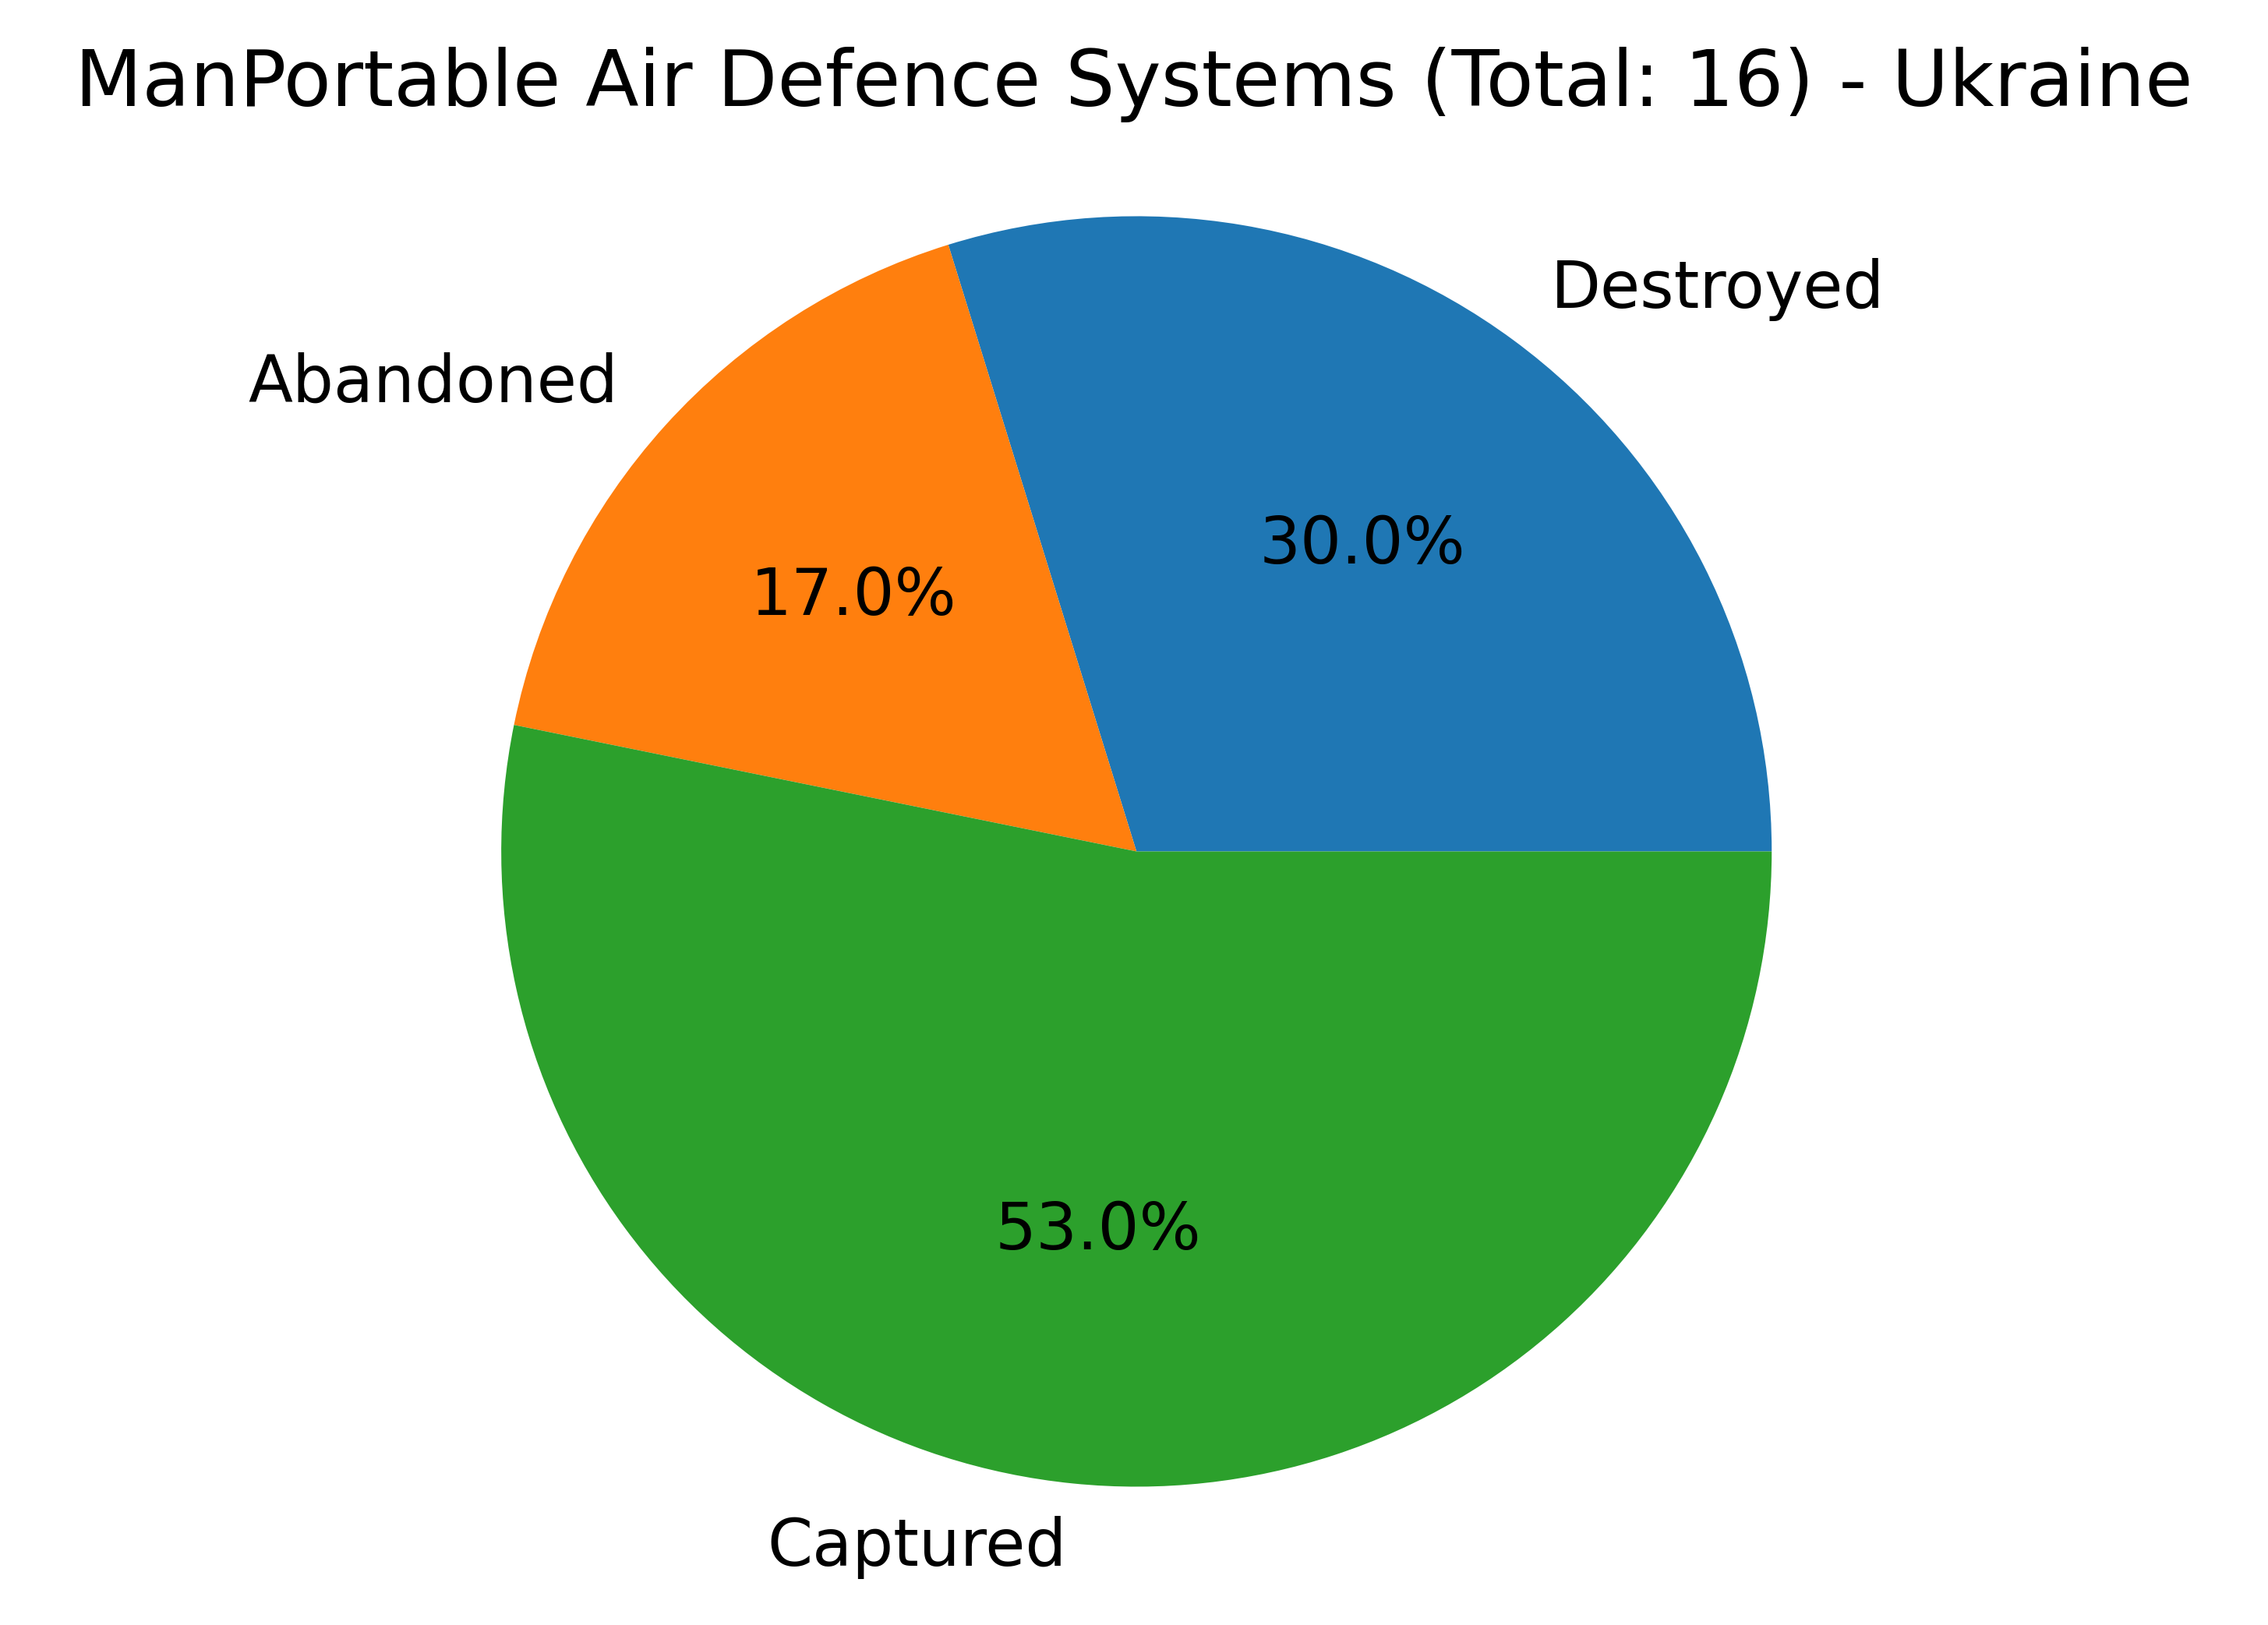 ManPortable Air Defence Systems (Total: 16) - Ukraine
Destroyed
Abandoned
30.0%
17.0%
53.0%
Captured